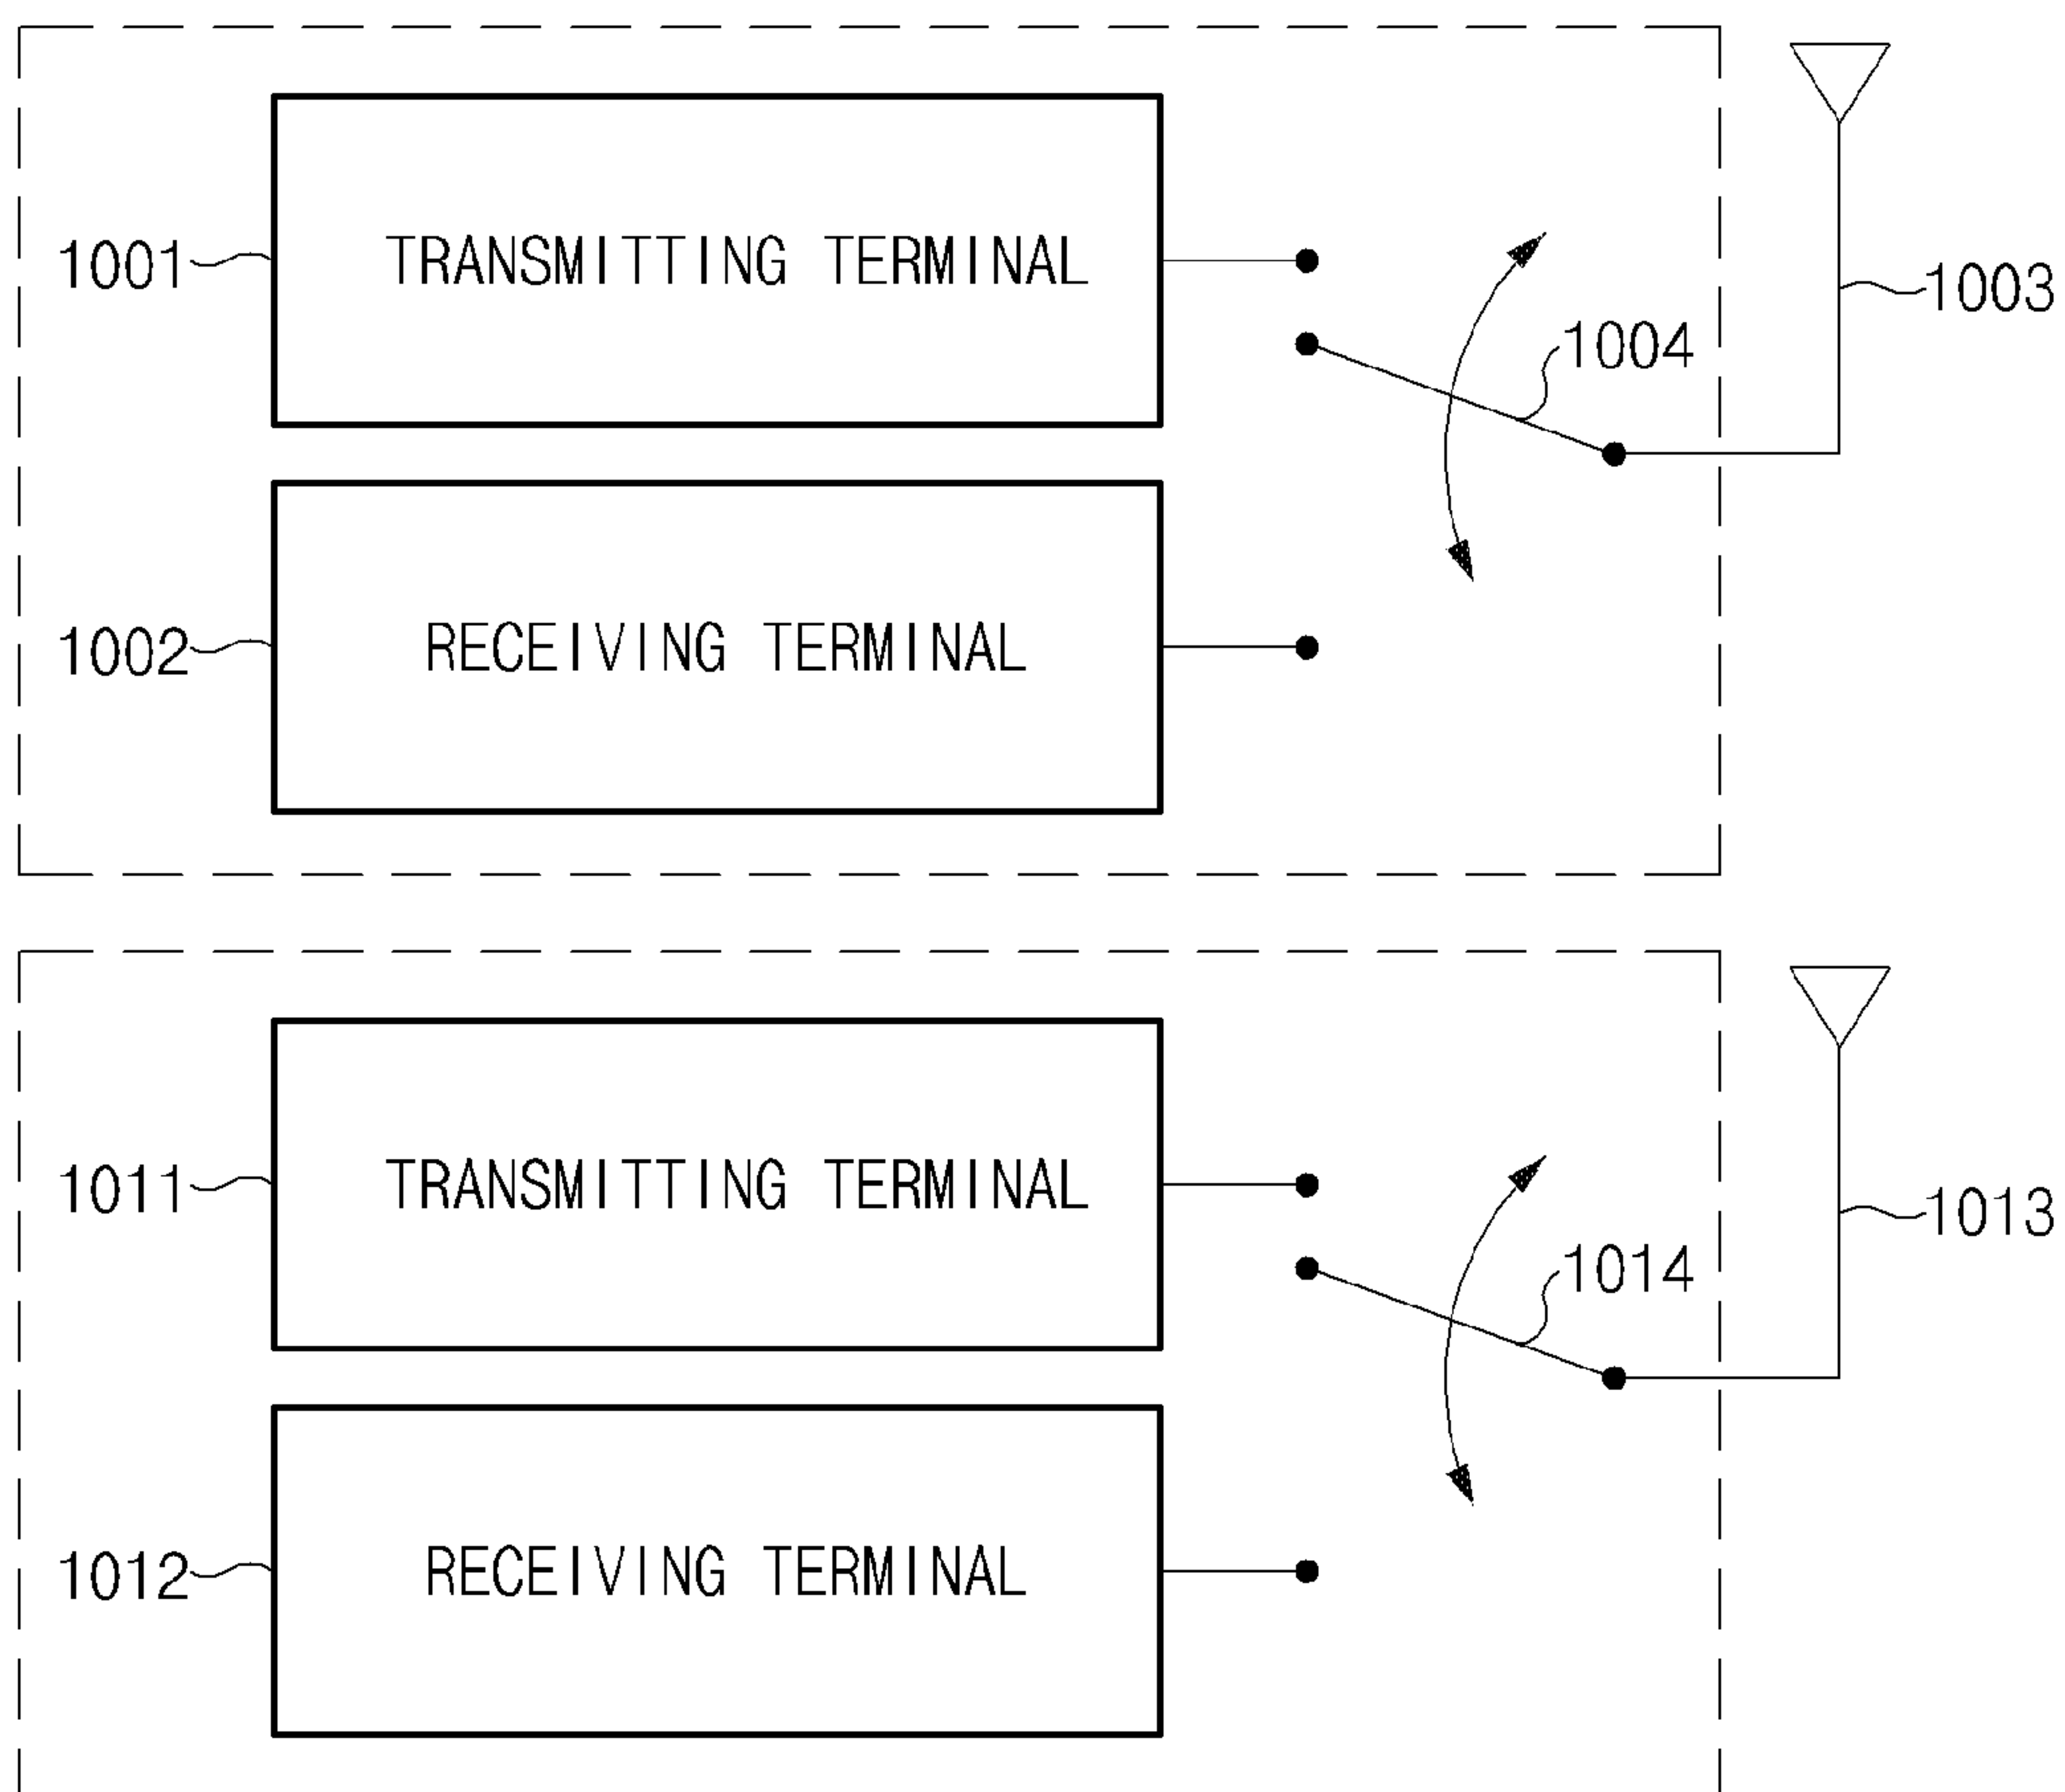 1001 TRANSMITTING TERMINAL 1003
1004
1002 RECEIVING TERMINAL
1011 TRANSMITTING TERMINAL 1013
1014
1012 RECEIVING TERMINAL